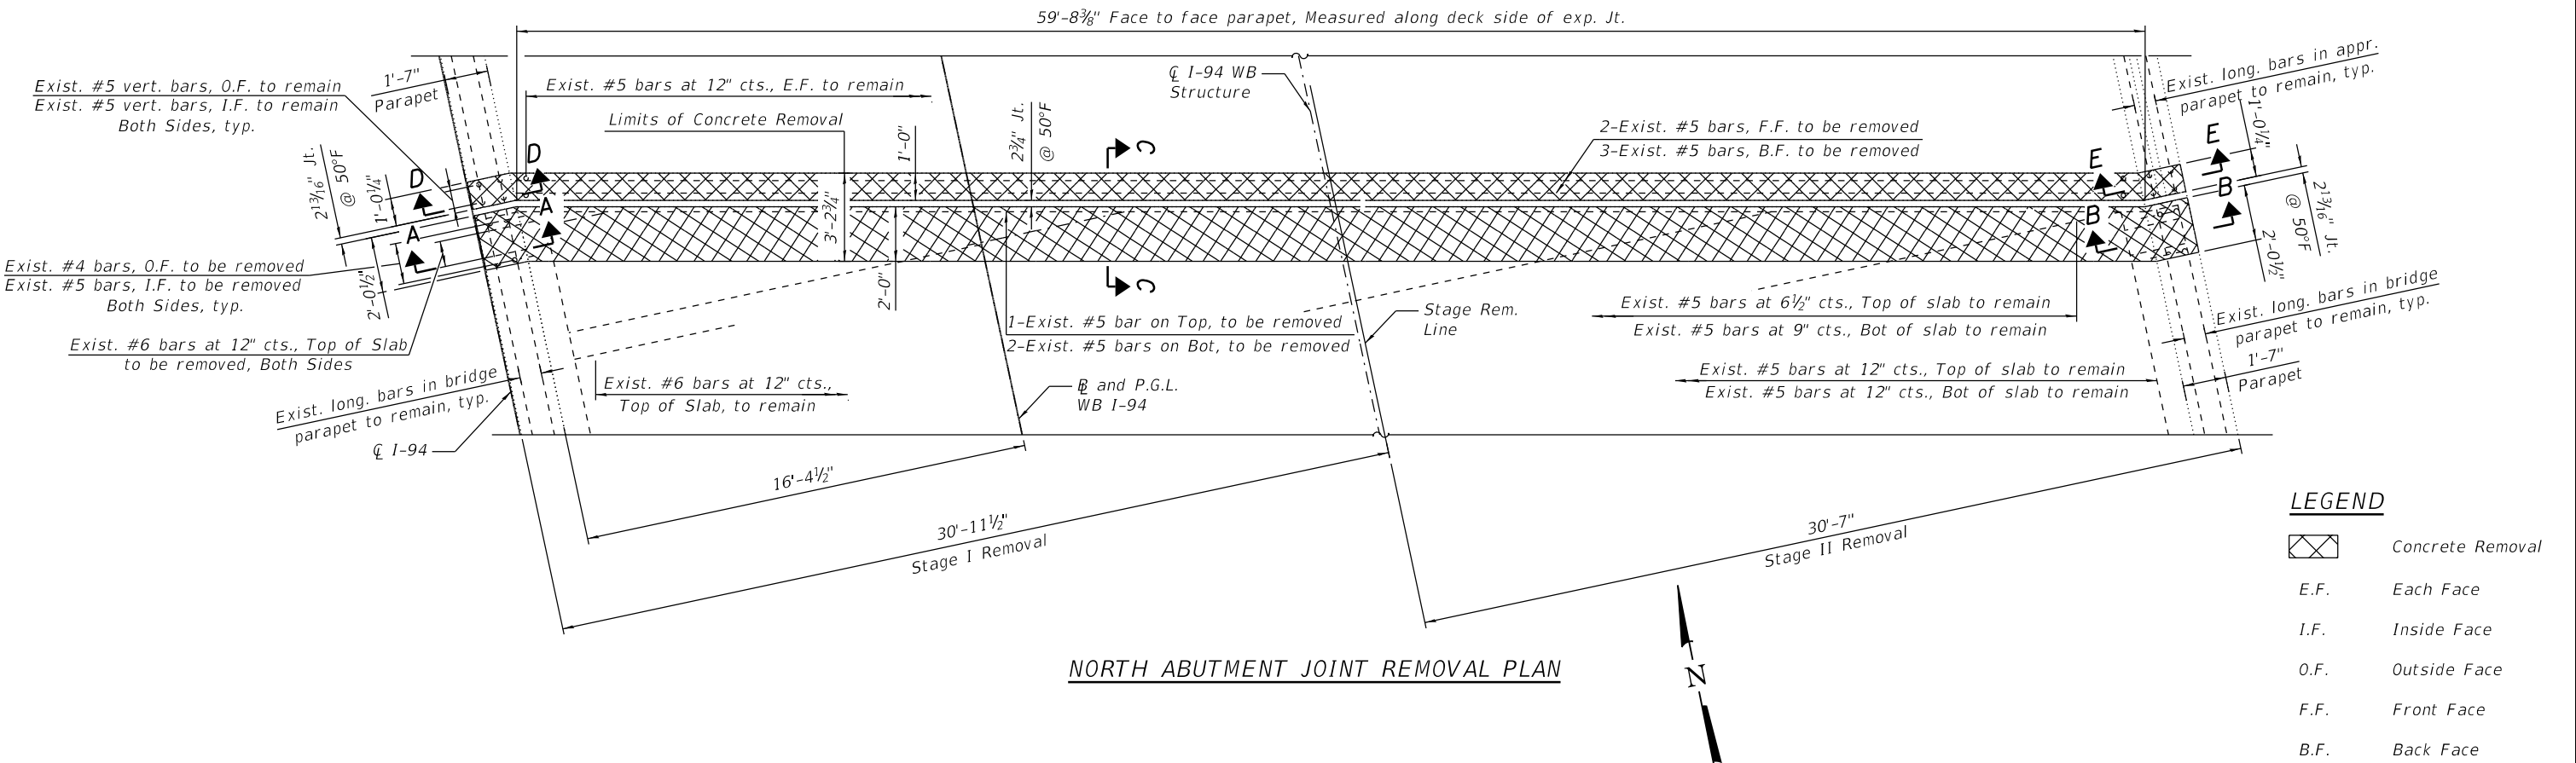 59'-8⅜" Face to face parapet, Measured along deck side of exp. Jt.
Exist. #5 vert. bars, O.F. to remain
Exist. #5 vert. bars, I.F. to remain
Both Sides, typ.
1'-7"
Parapet
Exist. #5 bars at 12" cts., E.F. to remain
Limits of Concrete Removal
1'-0"
2¾" Jt.
@ 50°F
℄ I-94 WB
Structure
2-Exist. #5 bars, F.F. to be removed
3-Exist. #5 bars, B.F. to be removed
Exist. long. bars in appr.
parapet to remain, typ.
1'-0¼"
2 13/16" Jt.
@ 50°F
1'-0¼"
D
D
A
A
C
C
E
E
B
B
2 13/16" Jt.
@ 50°F
2'-0½"
3'-2¾"
2'-0"
Exist. #4 bars, O.F. to be removed
Exist. #5 bars, I.F. to be removed
Both Sides, typ.
2'-0½"
Exist. #6 bars at 12" cts., Top of Slab
to be removed, Both Sides
1-Exist. #5 bar on Top, to be removed
2-Exist. #5 bars on Bot, to be removed
Stage Rem.
Line
Exist. #5 bars at 6½" cts., Top of slab to remain
Exist. #5 bars at 9" cts., Bot of slab to remain
Exist. long. bars in bridge
parapet to remain, typ.
1'-7"
Parapet
Exist. #5 bars at 12" cts., Top of slab to remain
Exist. #5 bars at 12" cts., Bot of slab to remain
Exist. long. bars in bridge
parapet to remain, typ.
℄ I-94
Exist. #6 bars at 12" cts.,
Top of Slab, to remain
B
L and P.G.L.
WB I-94
16'-4½"
30'-11½"
Stage I Removal
30'-7"
Stage II Removal
NORTH ABUTMENT JOINT REMOVAL PLAN
N
LEGEND
Concrete Removal
E.F. Each Face
I.F. Inside Face
O.F. Outside Face
F.F. Front Face
B.F. Back Face